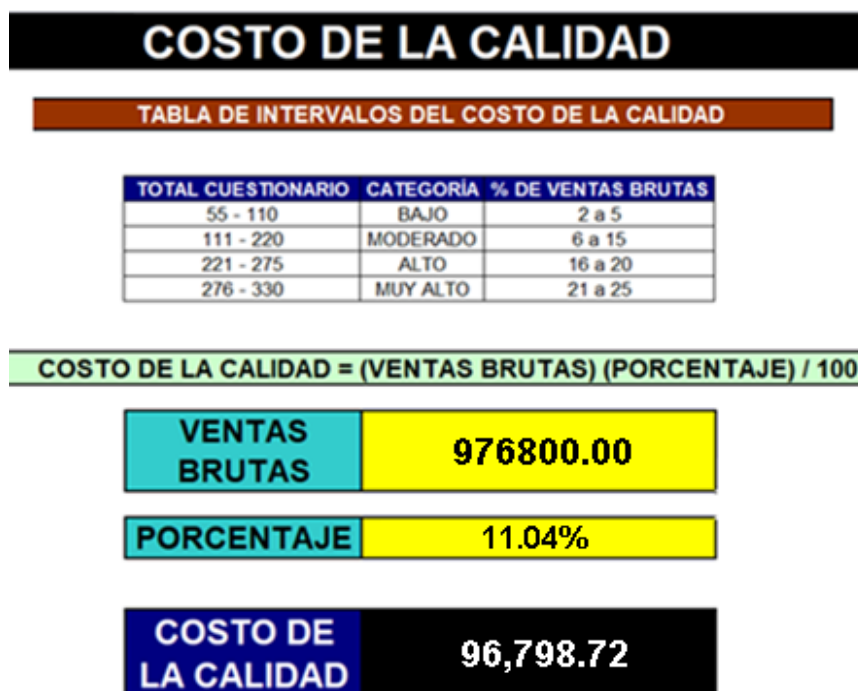 COSTO DE LA CALIDAD
TABLA DE INTERVALOS DEL COSTO DE LA CALIDAD
TOTAL CUESTIONARIO CATEGORÍA % DE VENTAS BRUTAS
55 - 110 BAJO 2 a 5
111 - 220 MODERADO 6 a 15
221 - 275 ALTO 16 a 20
276 - 330 MUY ALTO 21 a 25
COSTO DE LA CALIDAD = (VENTAS BRUTAS) (PORCENTAJE) / 100
VENTAS
BRUTAS
976800.00
PORCENTAJE 11.04%
COSTO DE
LA CALIDAD
96,798.72